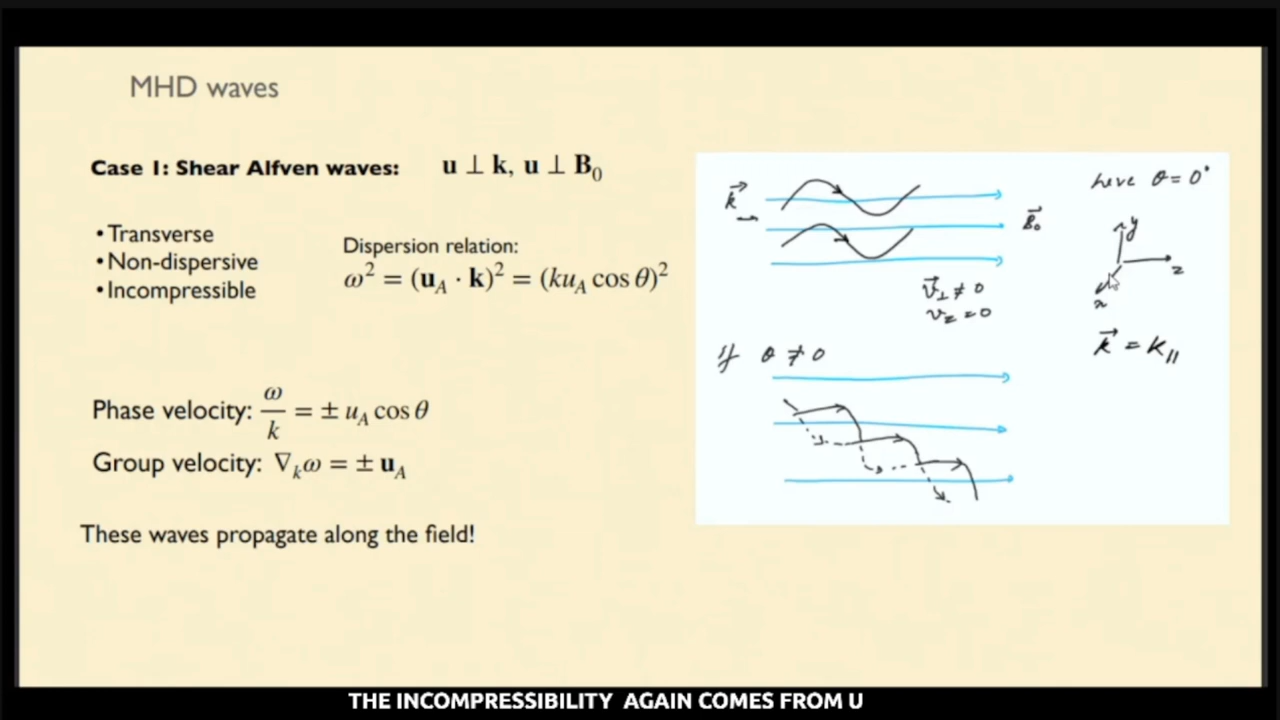 MHD waves
Case 1: Shear Alfven waves: u ⊥ k, u ⊥ B₀
• Transverse
• Non-dispersive
• Incompressible
Dispersion relation:
ω² = (u_A · k)² = (ku_A cos θ)²
Phase velocity: ω/k = ± u_A cos θ
Group velocity: ∇ₖω = ± u_A
These waves propagate along the field!
here θ = 0°
k⃗
B⃗₀
y
z
x
v⃗⊥ ≠ 0
v_z = 0
k⃗ = k_∥
If θ ≠ 0
THE INCOMPRESSIBILITY AGAIN COMES FROM U